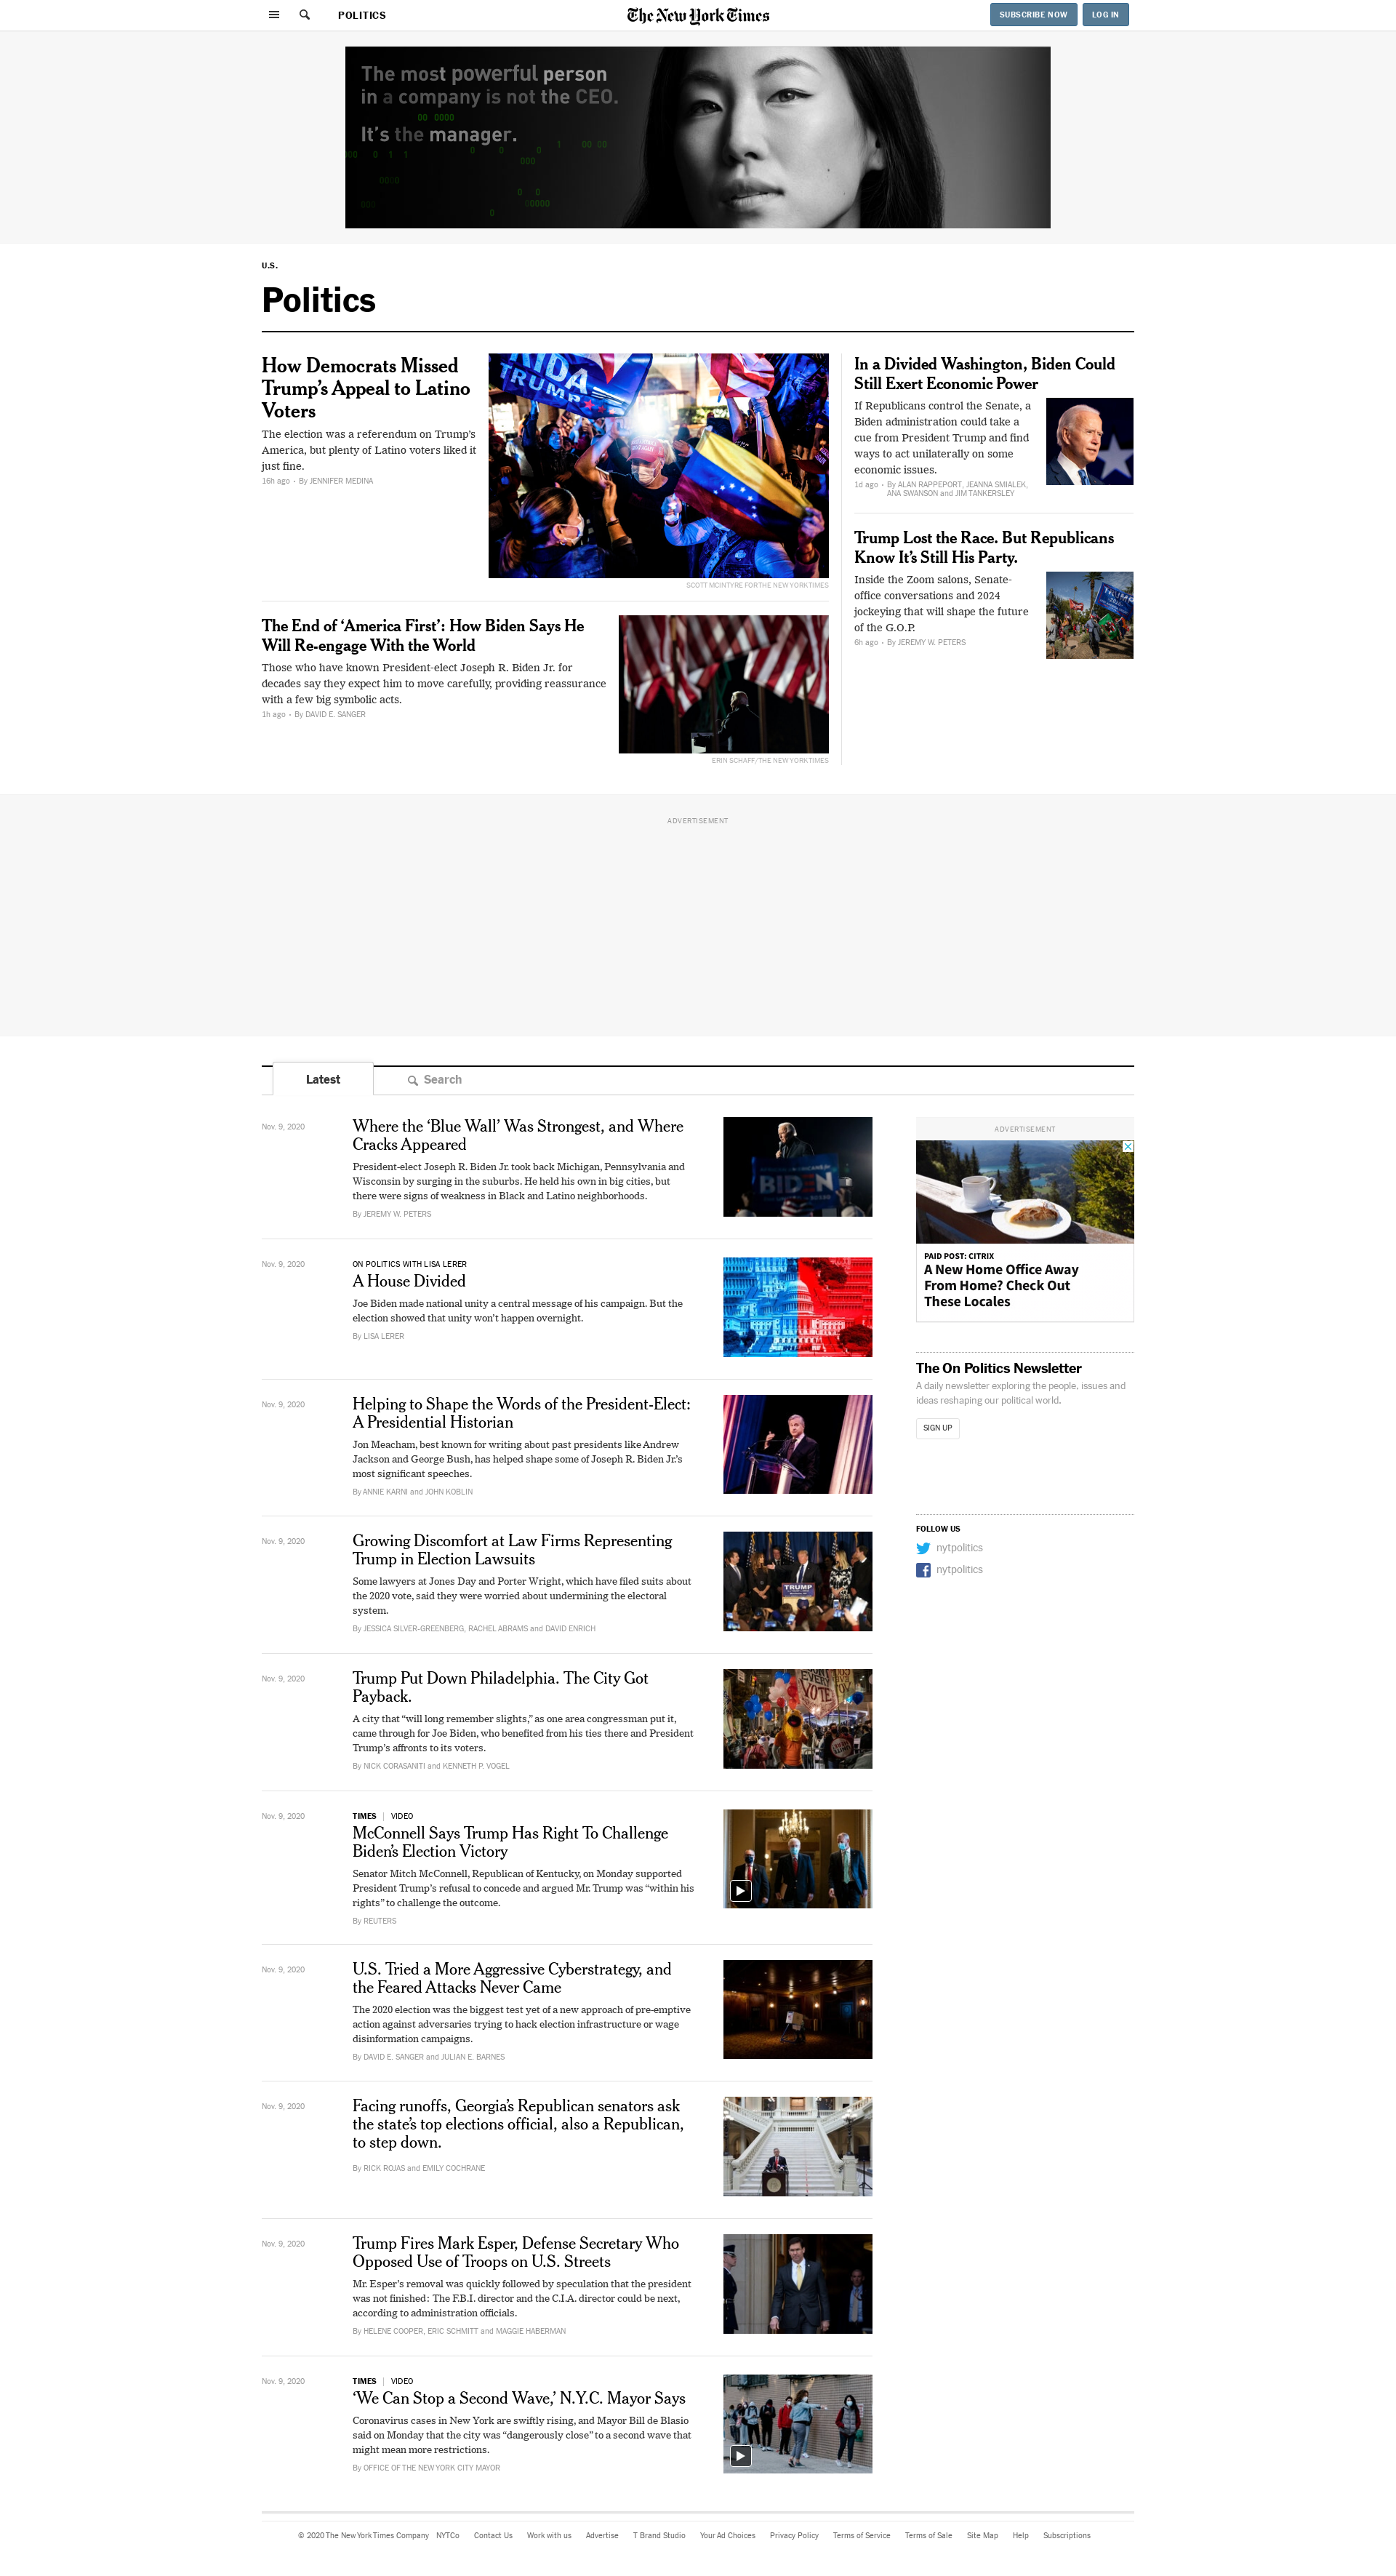 POLITICS
The New York Times
SUBSCRIBE NOW
LOG IN
The most powerful person
in a company is not the CEO.
It's the manager.
U.S.
Politics
How Democrats Missed
Trump’s Appeal to Latino
Voters
The election was a referendum on Trump’s
America, but plenty of Latino voters liked it
just fine.
16h ago • By JENNIFER MEDINA
TRUMP
SCOTT MCINTYRE FOR THE NEW YORK TIMES
The End of ‘America First’: How Biden Says He
Will Re-engage With the World
Those who have known President-elect Joseph R. Biden Jr. for
decades say they expect him to move carefully, providing reassurance
with a few big symbolic acts.
1h ago • By DAVID E. SANGER
ERIN SCHAFF/THE NEW YORK TIMES
In a Divided Washington, Biden Could
Still Exert Economic Power
If Republicans control the Senate, a
Biden administration could take a
cue from President Trump and find
ways to act unilaterally on some
economic issues.
1d ago • By ALAN RAPPEPORT, JEANNA SMIALEK,
ANA SWANSON and JIM TANKERSLEY
Trump Lost the Race. But Republicans
Know It’s Still His Party.
Inside the Zoom salons, Senate-
office conversations and 2024
jockeying that will shape the future
of the G.O.P.
6h ago • By JEREMY W. PETERS
TRUMP
ADVERTISEMENT
Latest
Search
Nov. 9, 2020
Where the ‘Blue Wall’ Was Strongest, and Where
Cracks Appeared
President-elect Joseph R. Biden Jr. took back Michigan, Pennsylvania and
Wisconsin by surging in the suburbs. He held his own in big cities, but
there were signs of weakness in Black and Latino neighborhoods.
By JEREMY W. PETERS
BIDEN
Nov. 9, 2020
ON POLITICS WITH LISA LERER
A House Divided
Joe Biden made national unity a central message of his campaign. But the
election showed that unity won’t happen overnight.
By LISA LERER
Nov. 9, 2020
Helping to Shape the Words of the President-Elect:
A Presidential Historian
Jon Meacham, best known for writing about past presidents like Andrew
Jackson and George Bush, has helped shape some of Joseph R. Biden Jr.’s
most significant speeches.
By ANNIE KARNI and JOHN KOBLIN
Nov. 9, 2020
Growing Discomfort at Law Firms Representing
Trump in Election Lawsuits
Some lawyers at Jones Day and Porter Wright, which have filed suits about
the 2020 vote, said they were worried about undermining the electoral
system.
By JESSICA SILVER-GREENBERG, RACHEL ABRAMS and DAVID ENRICH
TRUMP
Nov. 9, 2020
Trump Put Down Philadelphia. The City Got
Payback.
A city that “will long remember slights,” as one area congressman put it,
came through for Joe Biden, who benefited from his ties there and President
Trump’s affronts to its voters.
By NICK CORASANITI and KENNETH P. VOGEL
VOTE
Nov. 9, 2020
TIMES | VIDEO
McConnell Says Trump Has Right To Challenge
Biden’s Election Victory
Senator Mitch McConnell, Republican of Kentucky, on Monday supported
President Trump’s refusal to concede and argued Mr. Trump was “within his
rights” to challenge the outcome.
By REUTERS
Nov. 9, 2020
U.S. Tried a More Aggressive Cyberstrategy, and
the Feared Attacks Never Came
The 2020 election was the biggest test yet of a new approach of pre-emptive
action against adversaries trying to hack election infrastructure or wage
disinformation campaigns.
By DAVID E. SANGER and JULIAN E. BARNES
Nov. 9, 2020
Facing runoffs, Georgia’s Republican senators ask
the state’s top elections official, also a Republican,
to step down.
By RICK ROJAS and EMILY COCHRANE
Nov. 9, 2020
Trump Fires Mark Esper, Defense Secretary Who
Opposed Use of Troops on U.S. Streets
Mr. Esper’s removal was quickly followed by speculation that the president
was not finished: The F.B.I. director and the C.I.A. director could be next,
according to administration officials.
By HELENE COOPER, ERIC SCHMITT and MAGGIE HABERMAN
Nov. 9, 2020
TIMES | VIDEO
‘We Can Stop a Second Wave,’ N.Y.C. Mayor Says
Coronavirus cases in New York are swiftly rising, and Mayor Bill de Blasio
said on Monday that the city was “dangerously close” to a second wave that
might mean more restrictions.
By OFFICE OF THE NEW YORK CITY MAYOR
ADVERTISEMENT
PAID POST: CITRIX
A New Home Office Away
From Home? Check Out
These Locales
The On Politics Newsletter
A daily newsletter exploring the people, issues and
ideas reshaping our political world.
SIGN UP
FOLLOW US
nytpolitics
nytpolitics
© 2020 The New York Times Company NYTCo Contact Us Work with us Advertise T Brand Studio Your Ad Choices Privacy Policy Terms of Service Terms of Sale Site Map Help Subscriptions